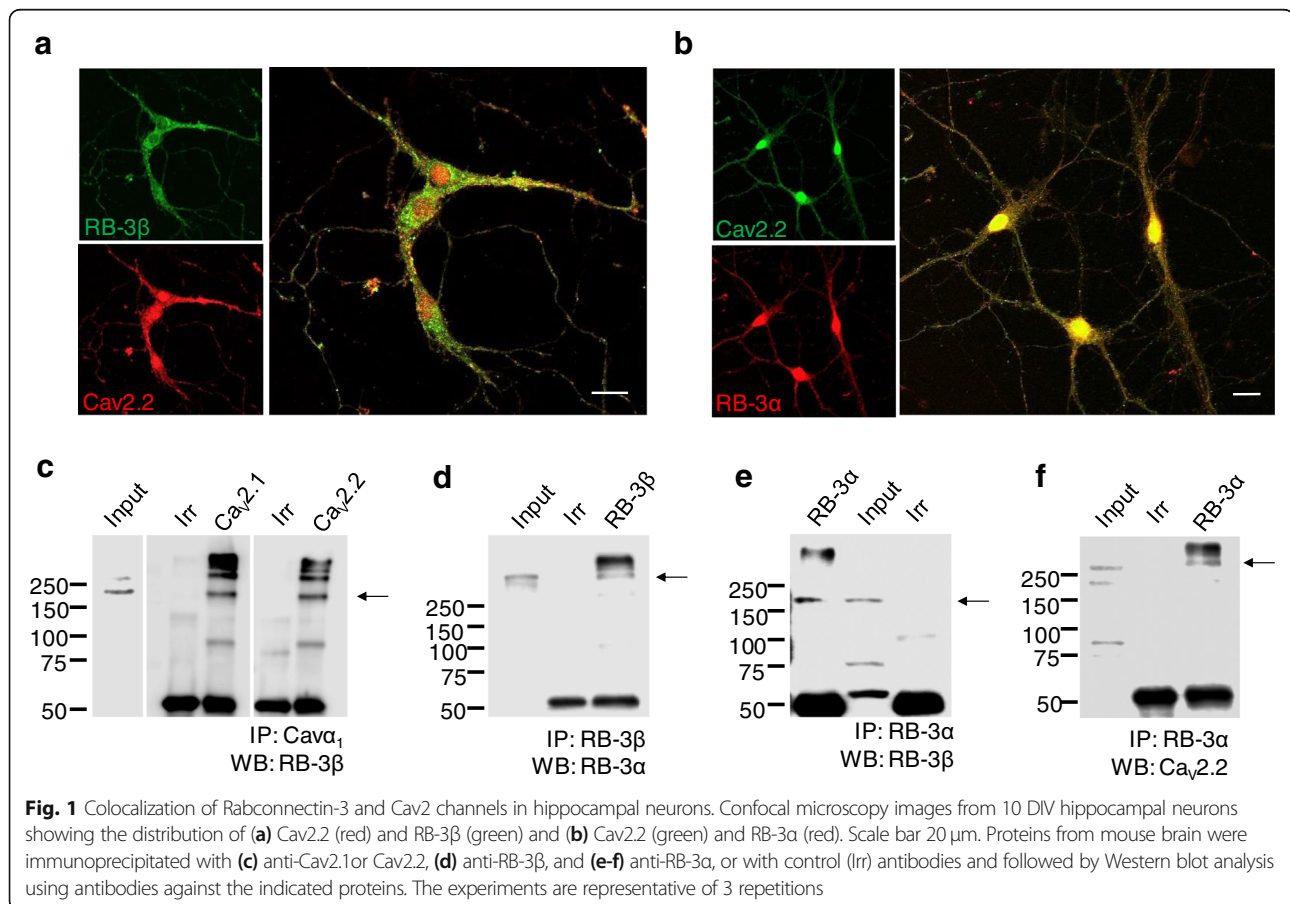 a
b
RB-3β
Cav2.2
Cav2.2
RB-3α
c
Input
Irr
CaV2.1
Irr
CaV2.2
250
150
100
75
50
IP: Cavα1
WB: RB-3β
d
Input
Irr
RB-3β
250
150
100
75
50
IP: RB-3β
WB: RB-3α
e
RB-3α
Input
Irr
250
150
100
75
50
IP: RB-3α
WB: RB-3β
f
Input
Irr
RB-3α
250
150
100
75
50
IP: RB-3α
WB: CaV2.2
Fig. 1 Colocalization of Rabconnectin-3 and Cav2 channels in hippocampal neurons. Confocal microscopy images from 10 DIV hippocampal neurons
showing the distribution of (a) Cav2.2 (red) and RB-3β (green) and (b) Cav2.2 (green) and RB-3α (red). Scale bar 20 μm. Proteins from mouse brain were
immunoprecipitated with (c) anti-Cav2.1or Cav2.2, (d) anti-RB-3β, and (e-f) anti-RB-3α, or with control (Irr) antibodies and followed by Western blot analysis
using antibodies against the indicated proteins. The experiments are representative of 3 repetitions